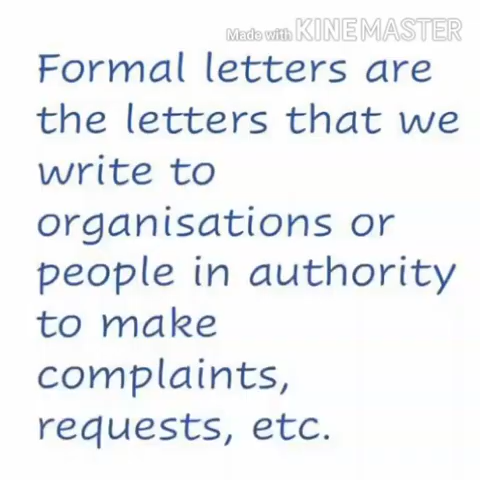 Made with KINEMASTER
Formal letters are
the letters that we
write to
organisations or
people in authority
to make
complaints,
requests, etc.